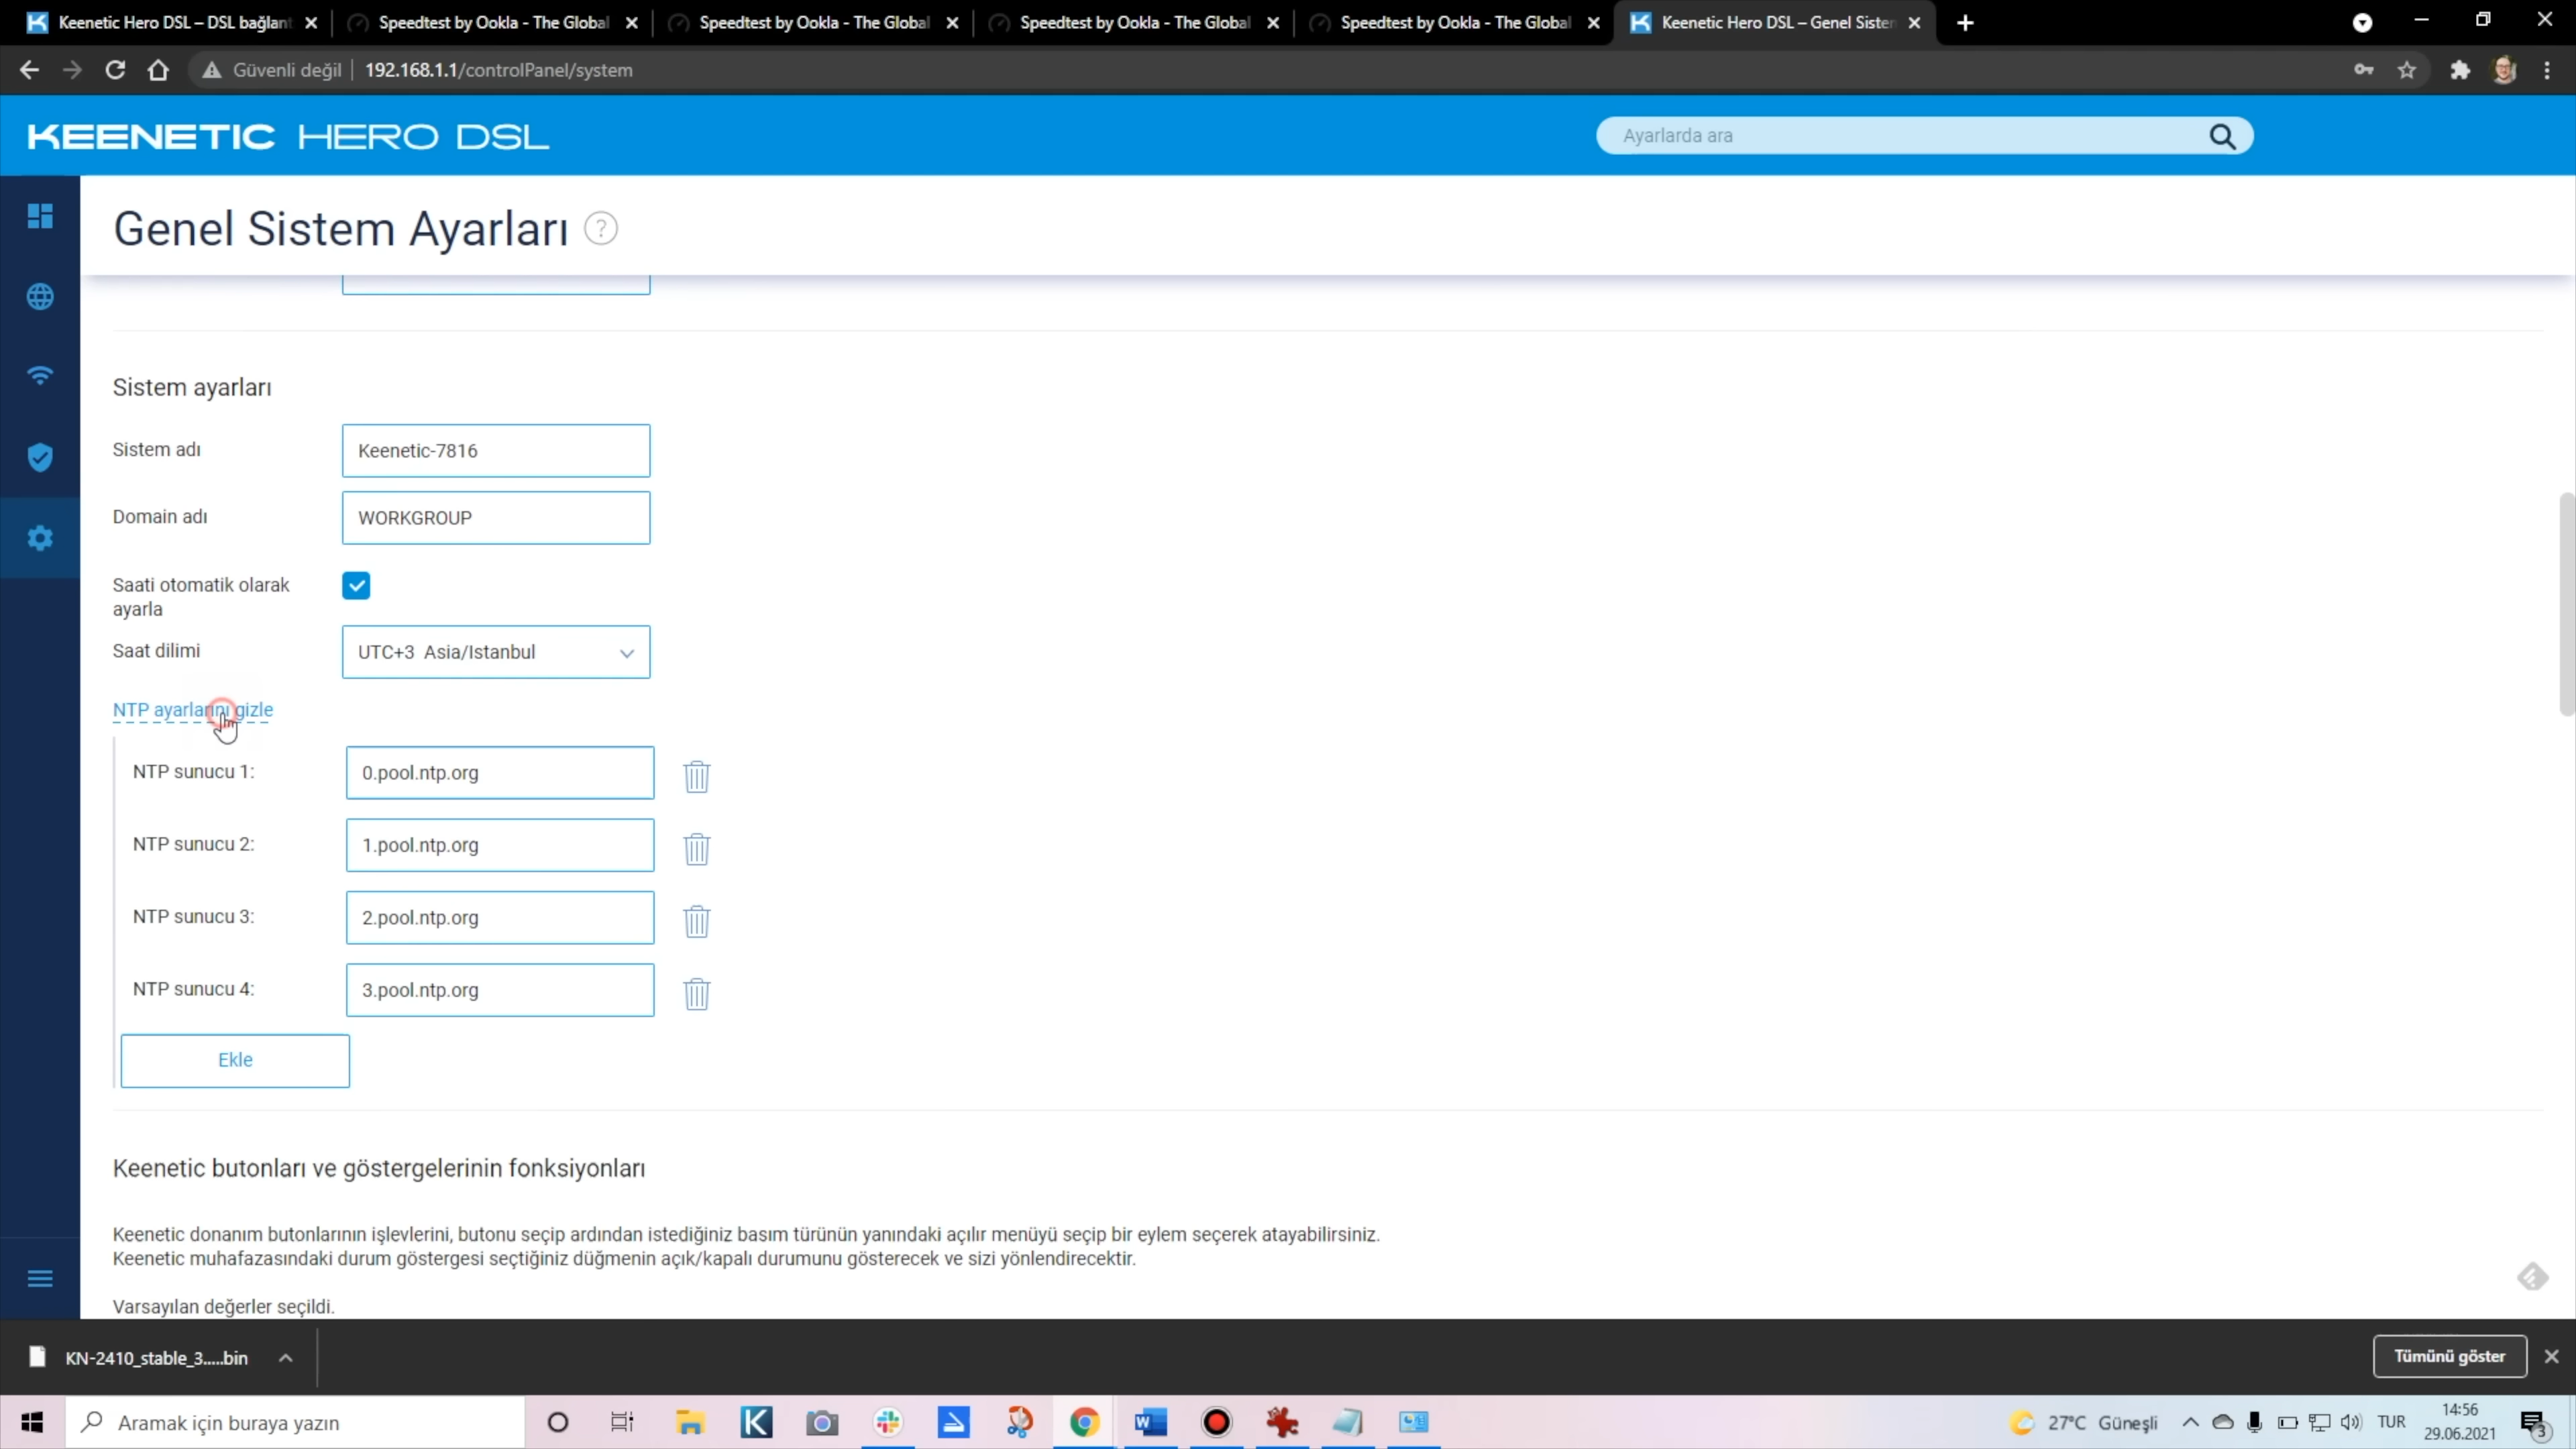 Keenetic Hero DSL – DSL bağlant
Speedtest by Ookla - The Global
Speedtest by Ookla - The Global
Speedtest by Ookla - The Global
Speedtest by Ookla - The Global
Keenetic Hero DSL – Genel Sister
Güvenli değil
192.168.1.1/controlPanel/system
KEENETIC HERO DSL
Ayarlarda ara
Genel Sistem Ayarları ?
Sistem ayarları
Sistem adı
Keenetic-7816
Domain adı
WORKGROUP
Saati otomatik olarak
ayarla
Saat dilimi
UTC+3 Asia/Istanbul
NTP ayarlarını gizle
NTP sunucu 1:
0.pool.ntp.org
NTP sunucu 2:
1.pool.ntp.org
NTP sunucu 3:
2.pool.ntp.org
NTP sunucu 4:
3.pool.ntp.org
Ekle
Keenetic butonları ve göstergelerinin fonksiyonları
Keenetic donanım butonlarının işlevlerini, butonu seçip ardından istediğiniz basım türünün yanındaki açılır menüyü seçip bir eylem seçerek atayabilirsiniz.
Keenetic muhafazasındaki durum göstergesi seçtiğiniz düğmenin açık/kapalı durumunu gösterecek ve sizi yönlendirecektir.
Varsayılan değerler seçildi.
KN-2410_stable_3.....bin
Tümünü göster
Aramak için buraya yazın
27°C Güneşli
TUR
14:56
29.06.2021
3